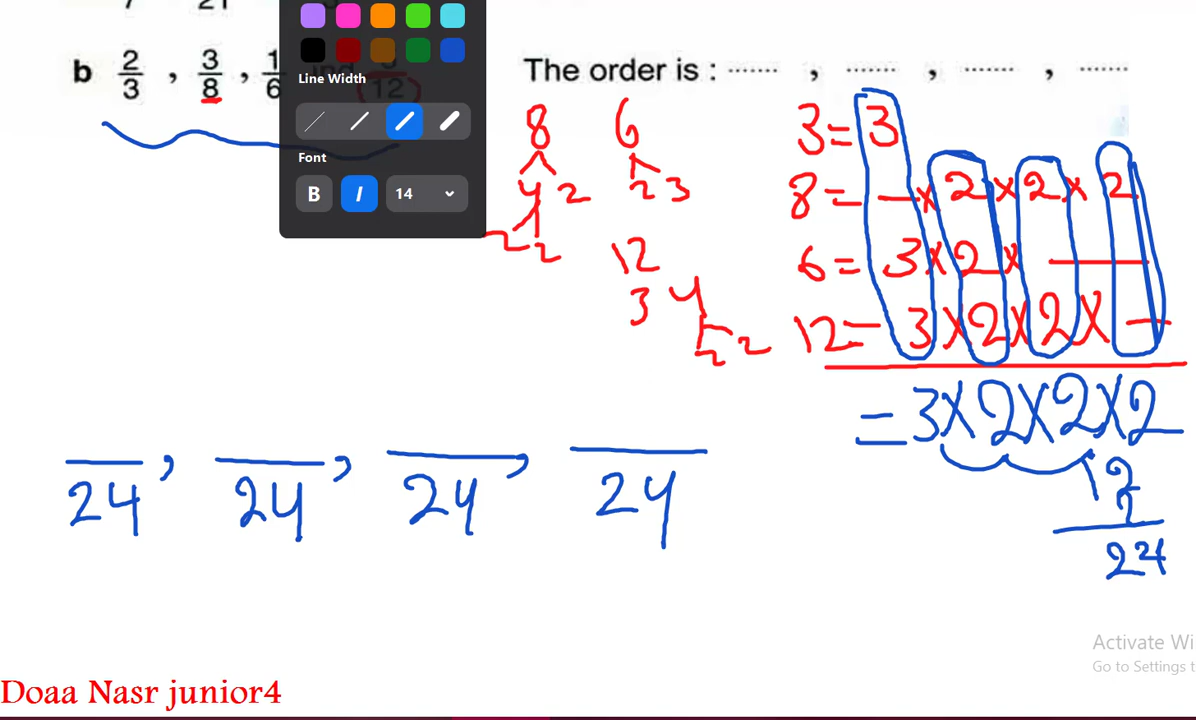 b 2/3 , 3/8 , 1/6 12 The order is : ....... , ....... , ....... , .......
Line Width
Font
B I 14
8 6
4 2 2 3
2 2
12
3 4
2 2
3 = 3
8 = — × 2 × 2 × 2
6 = 3 × 2 × —
12 = 3 × 2 × 2 × —
= 3 × 2 × 2 × 2
12
2
24
24 , 24 , 24 , 24
Activate Wi
Go to Settings t
Doaa Nasr junior4